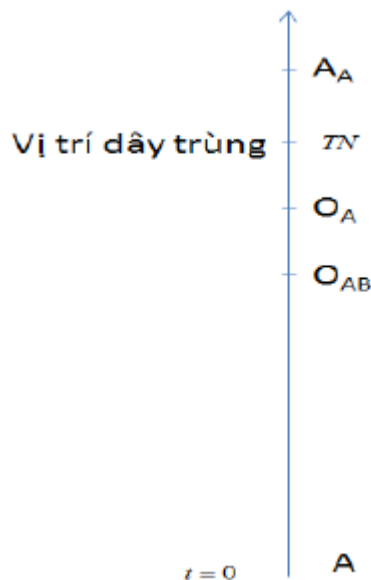 A_A
Vị trí dây trùng TN
O_A
O_AB
t = 0 A